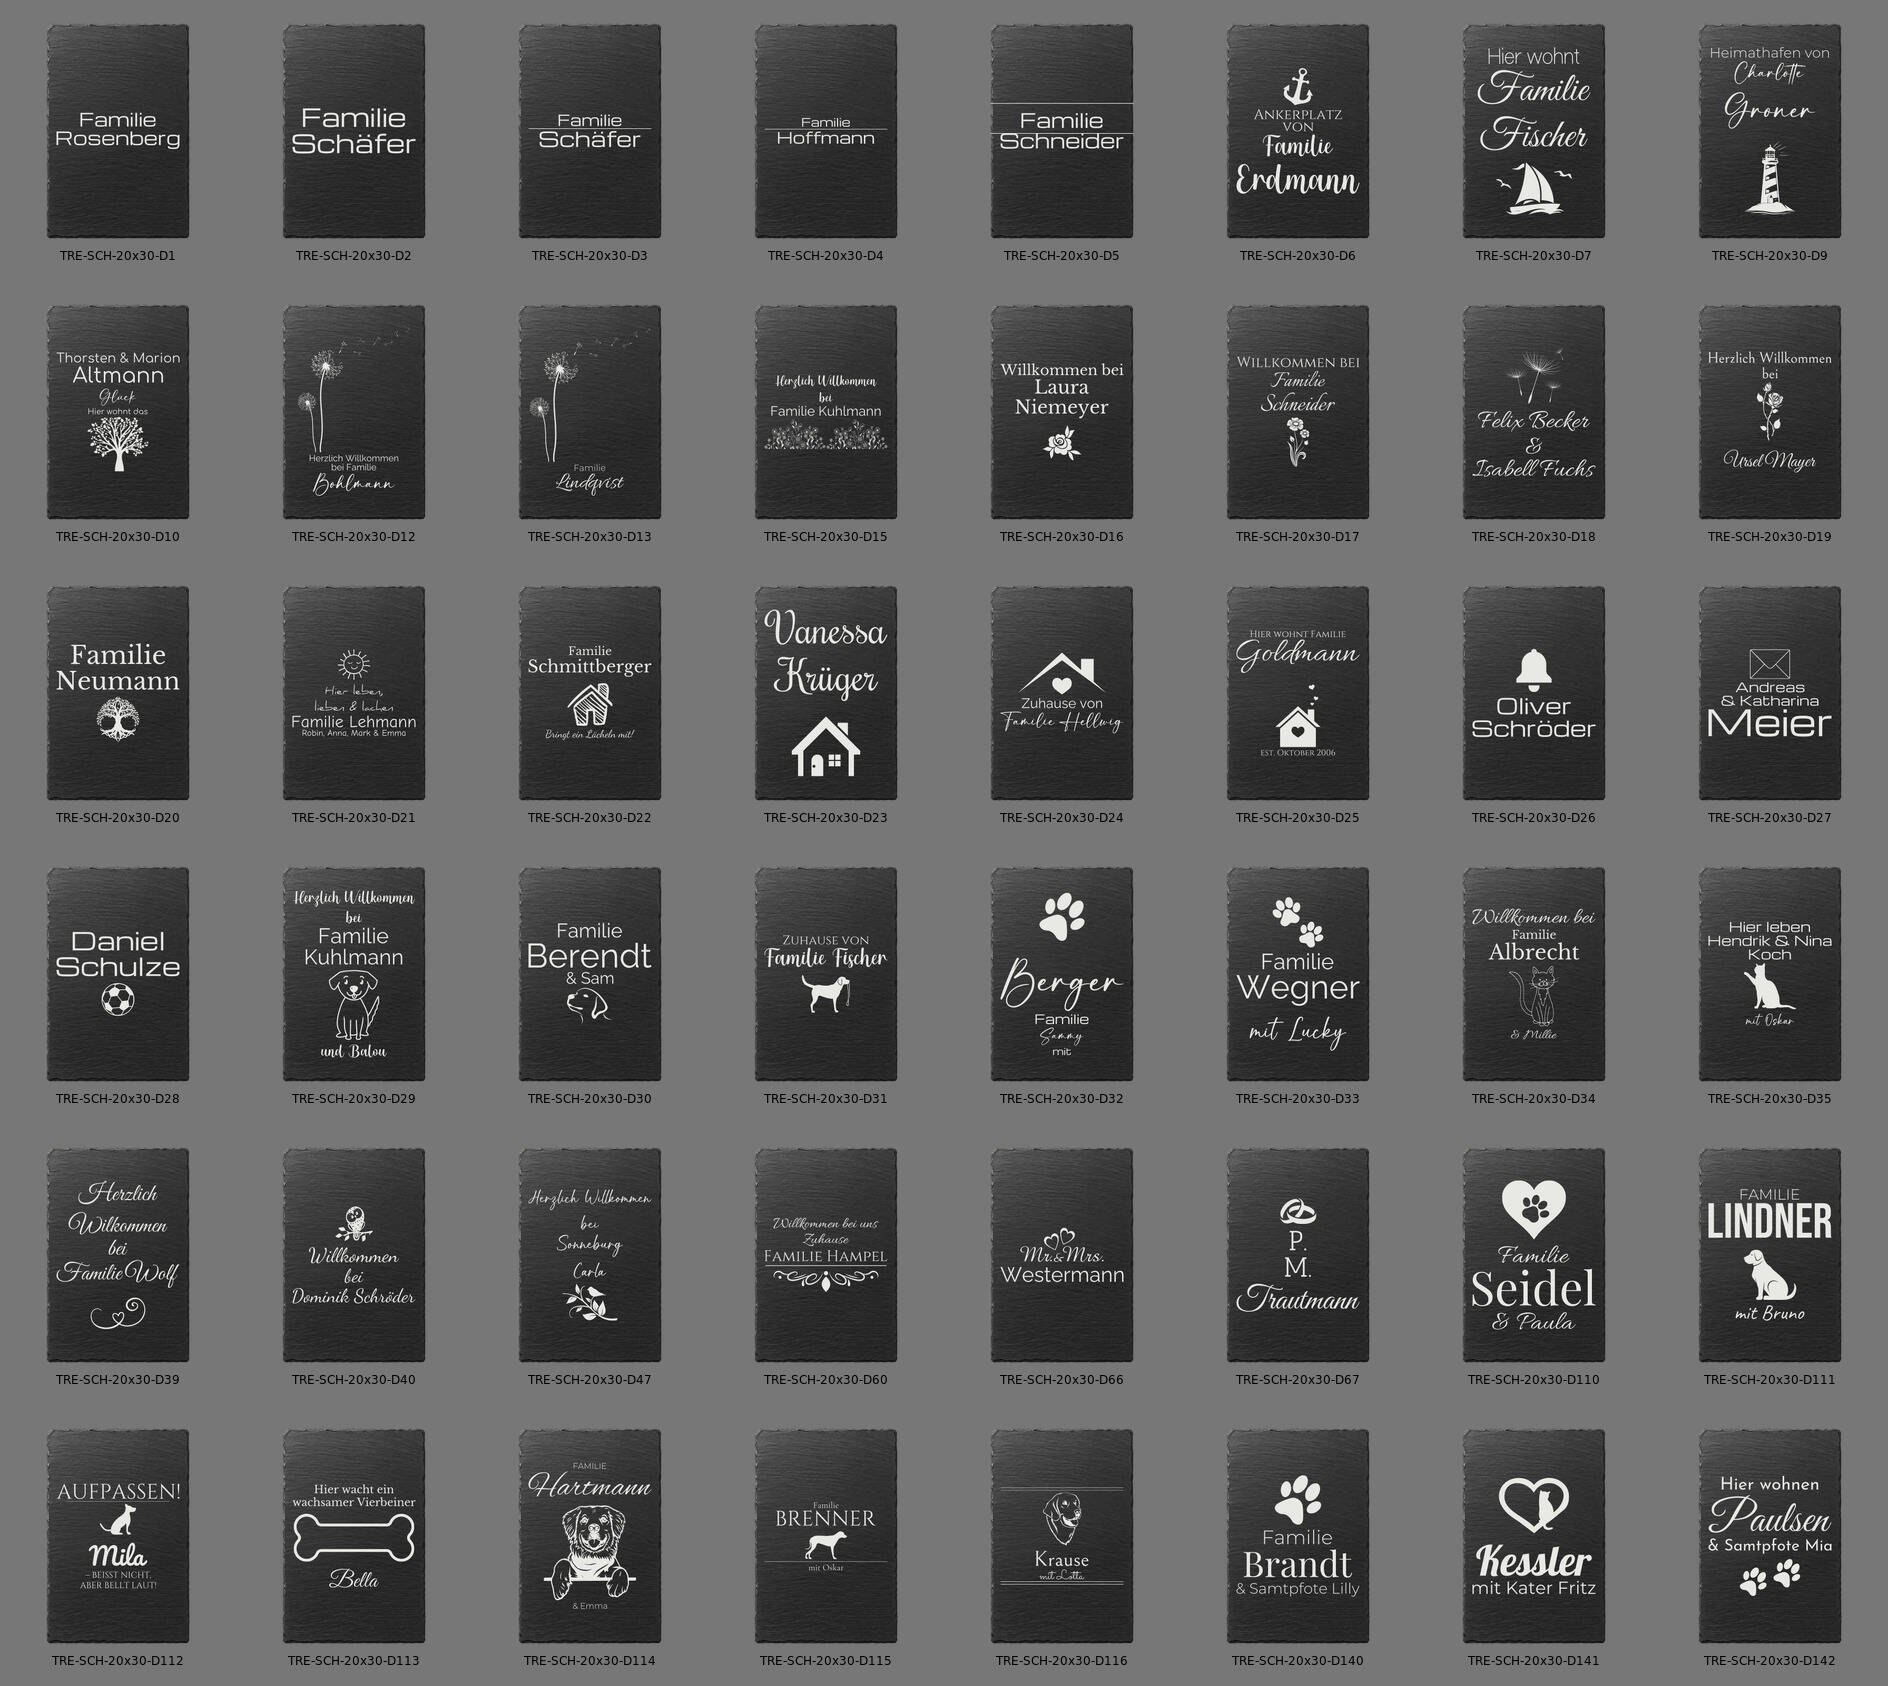 Familie
Rosenberg
TRE-SCH-20x30-D1
Familie
Schäfer
TRE-SCH-20x30-D2
Familie
Schäfer
TRE-SCH-20x30-D3
Familie
Hoffmann
TRE-SCH-20x30-D4
Familie
Schneider
TRE-SCH-20x30-D5
Ankerplatz
von
Familie
Erdmann
TRE-SCH-20x30-D6
Hier wohnt
Familie
Fischer
TRE-SCH-20x30-D7
Heimathafen von
Charlotte
Groner
TRE-SCH-20x30-D9
Thorsten & Marion
Altmann
Glück
Hier wohnt das
TRE-SCH-20x30-D10
Herzlich Willkommen
bei Familie
Bohlmann
TRE-SCH-20x30-D12
Familie
Lindqvist
TRE-SCH-20x30-D13
Herzlich Willkommen
bei
Familie Kuhlmann
TRE-SCH-20x30-D15
Willkommen bei
Laura
Niemeyer
TRE-SCH-20x30-D16
Willkommen bei
Familie
Schneider
TRE-SCH-20x30-D17
Felix Becker
&
Isabell Fuchs
TRE-SCH-20x30-D18
Herzlich Willkommen
bei
Ursel Mayer
TRE-SCH-20x30-D19
Familie
Neumann
TRE-SCH-20x30-D20
Hier leben,
lieben & lachen
Familie Lehmann
Robin, Anna, Mark & Emma
TRE-SCH-20x30-D21
Familie
Schmittberger
Bringt ein Lächeln mit!
TRE-SCH-20x30-D22
Vanessa
Krüger
TRE-SCH-20x30-D23
Zuhause von
Familie Hellwig
TRE-SCH-20x30-D24
Hier wohnt Familie
Goldmann
est. Oktober 2006
TRE-SCH-20x30-D25
Oliver
Schröder
TRE-SCH-20x30-D26
Andreas
& Katharina
Meier
TRE-SCH-20x30-D27
Daniel
Schulze
TRE-SCH-20x30-D28
Herzlich Willkommen
bei
Familie
Kuhlmann
und Balou
TRE-SCH-20x30-D29
Familie
Berendt
& Sam
TRE-SCH-20x30-D30
Zuhause von
Familie Fischer
TRE-SCH-20x30-D31
Berger
Familie
Sammy
mit
TRE-SCH-20x30-D32
Familie
Wegner
mit Lucky
TRE-SCH-20x30-D33
Willkommen bei
Familie
Albrecht
& Millie
TRE-SCH-20x30-D34
Hier leben
Hendrik & Nina
Koch
mit Oskar
TRE-SCH-20x30-D35
Herzlich
Wilkommen
bei
Familie Wolf
TRE-SCH-20x30-D39
Willkommen
bei
Dominik Schröder
TRE-SCH-20x30-D40
Herzlich Willkommen
bei
Sonneburg
Carla
TRE-SCH-20x30-D47
Willkommen bei uns
Zuhause
Familie Hampel
TRE-SCH-20x30-D60
Mr. & Mrs.
Westermann
TRE-SCH-20x30-D66
P.
M.
Trautmann
TRE-SCH-20x30-D67
Familie
Seidel
& Paula
TRE-SCH-20x30-D110
FAMILIE
LINDNER
mit Bruno
TRE-SCH-20x30-D111
AUFPASSEN!
Mila
– BEISST NICHT,
ABER BELLT LAUT!
TRE-SCH-20x30-D112
Hier wacht ein
wachsamer Vierbeiner
Bella
TRE-SCH-20x30-D113
FAMILIE
Hartmann
& Emma
TRE-SCH-20x30-D114
Familie
BRENNER
mit Oskar
TRE-SCH-20x30-D115
Krause
mit Lotta
TRE-SCH-20x30-D116
Familie
Brandt
& Samtpfote Lilly
TRE-SCH-20x30-D140
Kessler
mit Kater Fritz
TRE-SCH-20x30-D141
Hier wohnen
Paulsen
& Samtpfote Mia
TRE-SCH-20x30-D142